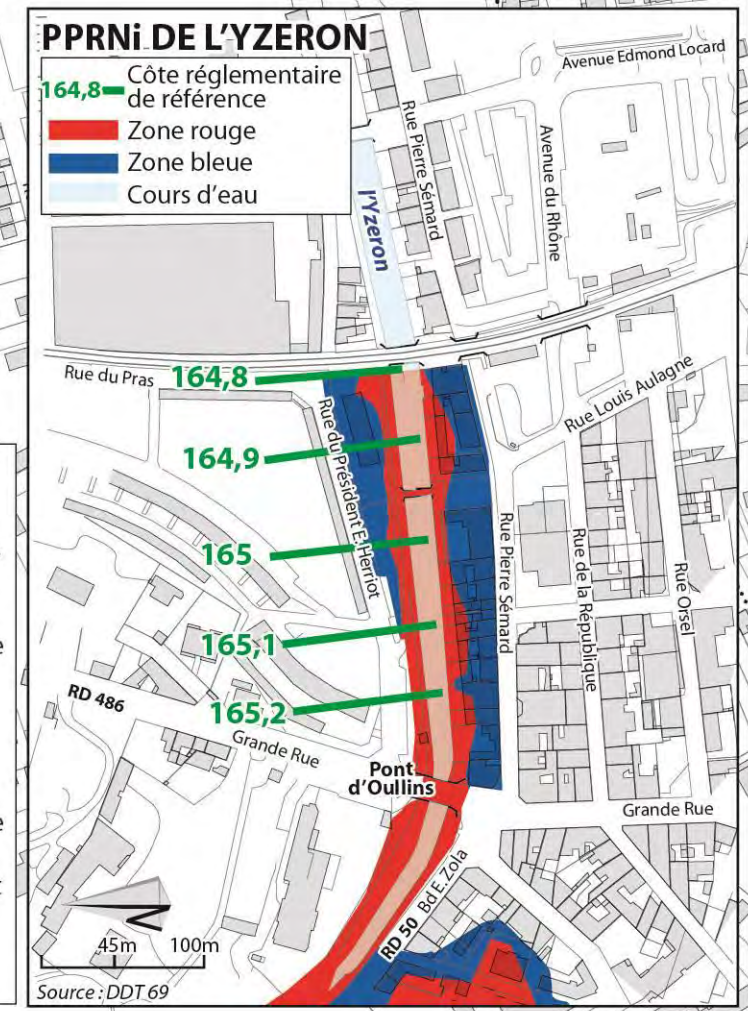 PPRNi DE L'YZERON
164,8 Côte réglementaire
de référence
Zone rouge
Zone bleue
Cours d'eau
Avenue Edmond Locard
Rue Pierre Sémard
Avenue du Rhône
l'Yzeron
Rue du Pras
164,8
Rue Louis Aulagne
164,9
Rue du Président E. Herriot
165
Rue Pierre Sémard
Rue de la République
Rue Orsel
165,1
165,2
RD 486
Grande Rue
Pont
d'Oullins
Grande Rue
RD 50 Bd E. Zola
N
45m 100m
Source : DDT 69